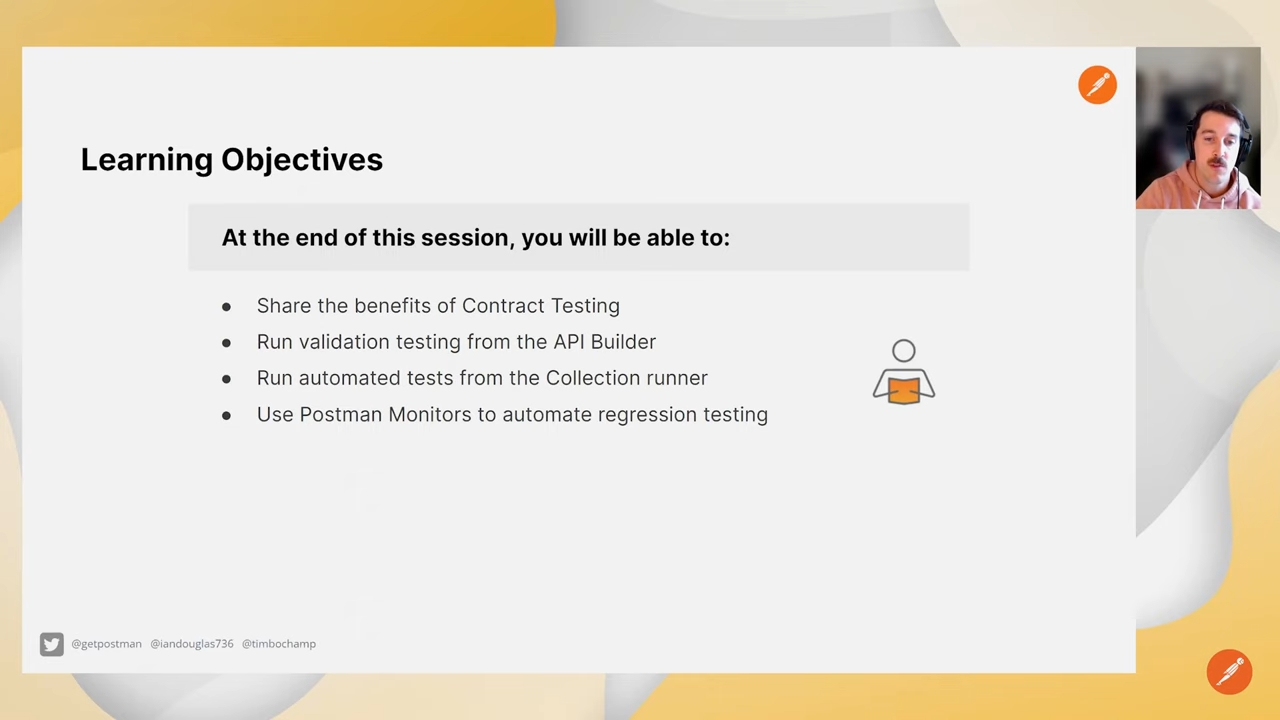 Learning Objectives
At the end of this session, you will be able to:
● Share the benefits of Contract Testing
● Run validation testing from the API Builder
● Run automated tests from the Collection runner
● Use Postman Monitors to automate regression testing
@getpostman @iandouglas736 @timbochamp